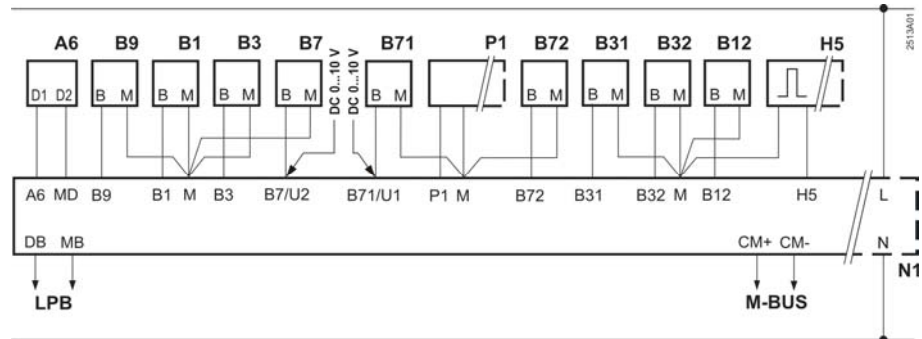 A6 B9 B1 B3 B7 DC 0...10 V DC 0...10 V B71 P1 B72 B31 B32 B12 H5 2513A01
D1 D2 B M B M B M B M B M B M B M B M B M
A6 MD B9 B1 M B3 B7/U2 B71/U1 P1 M B72 B31 B32 M B12 H5 L
DB MB CM+ CM- N
N1
LPB M-BUS